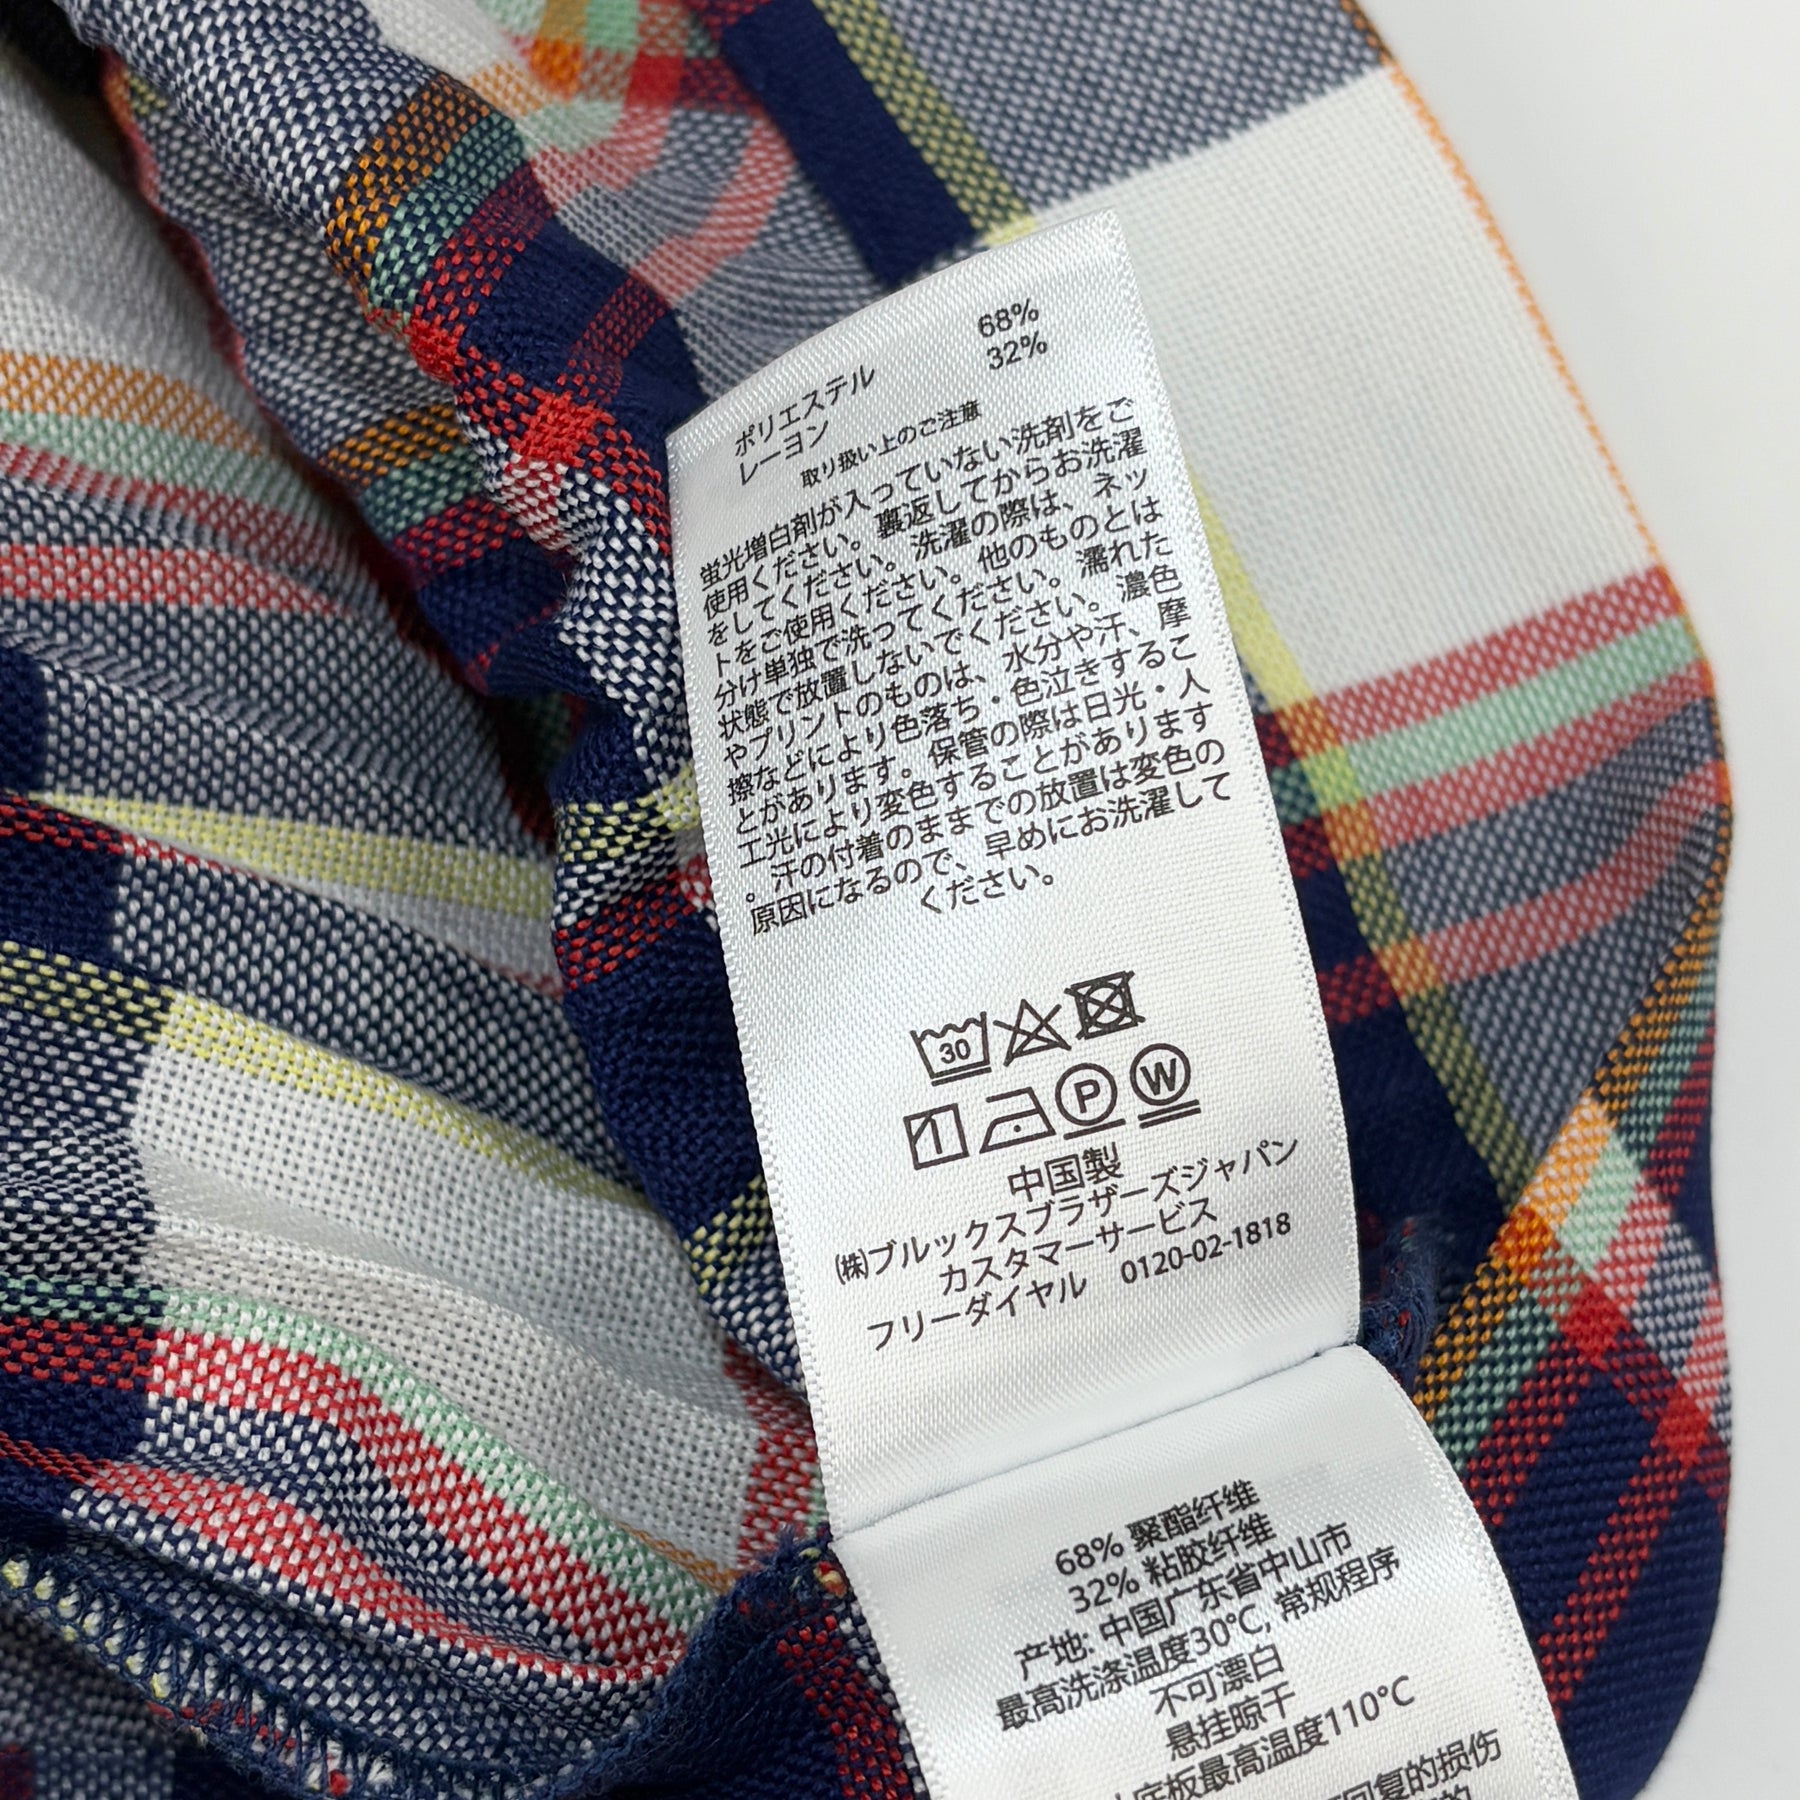 68%
32%
ポリエステル
レーヨン
取り扱い上のご注意
蛍光増白剤が入っていない洗剤をご
使用ください。裏返してからお洗濯
をしてください。洗濯の際は、ネッ
トをご使用ください。他のものとは
分け単独で洗ってください。濡れた
状態で放置しないでください。濃色
やプリントのものは、水分や汗、摩
擦などにより色落ち・色泣きするこ
とがあります。保管の際は日光・人
工光により変色することがあります
。汗の付着のままでの放置は変色の
原因になるので、早めにお洗濯して
ください。
30
P W
中国製
(株)ブルックスブラザーズジャパン
カスタマーサービス
フリーダイヤル 0120-02-1818
68% 聚酯纤维
32% 粘胶纤维
产地: 中国广东省中山市
最高洗涤温度30℃, 常规程序
不可漂白
悬挂晾干
底板最高温度110℃
回复的损伤
的